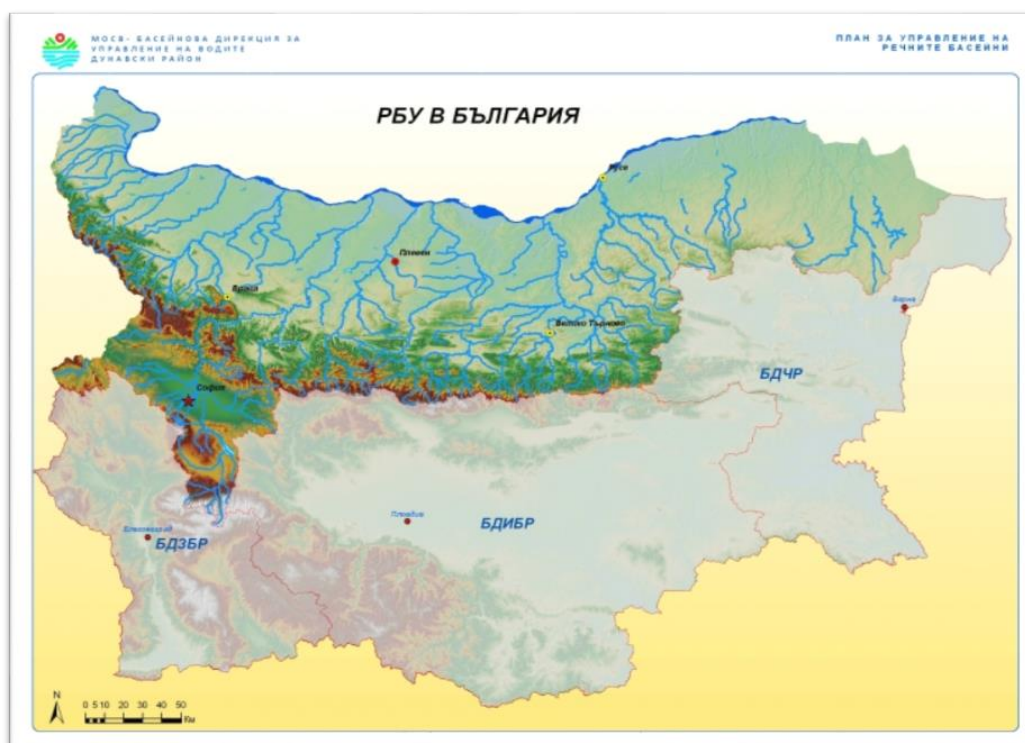 МОСВ- БАСЕЙНОВА ДИРЕКЦИЯ ЗА
УПРАВЛЕНИЕ НА ВОДИТЕ
ДУНАВСКИ РАЙОН
ПЛАН ЗА УПРАВЛЕНИЕ НА
РЕЧНИТЕ БАСЕЙНИ
РБУ В БЪЛГАРИЯ
Русе
Плевен
Враца
Варна
Велико Търново
БДЧР
София
Пловдив
БДИБР
Благоевград
БДЗБР
N
0 5 10 20 30 40 50
Км